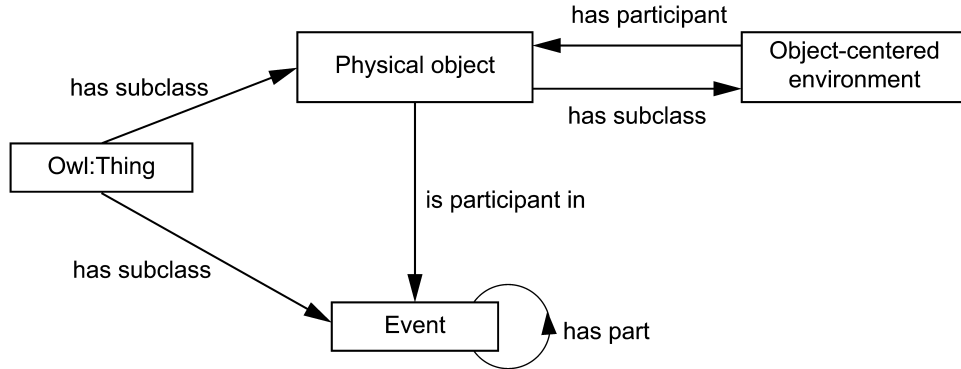 has participant
Physical object
Object-centered
environment
has subclass
has subclass
Owl:Thing
is participant in
has subclass
Event
has part